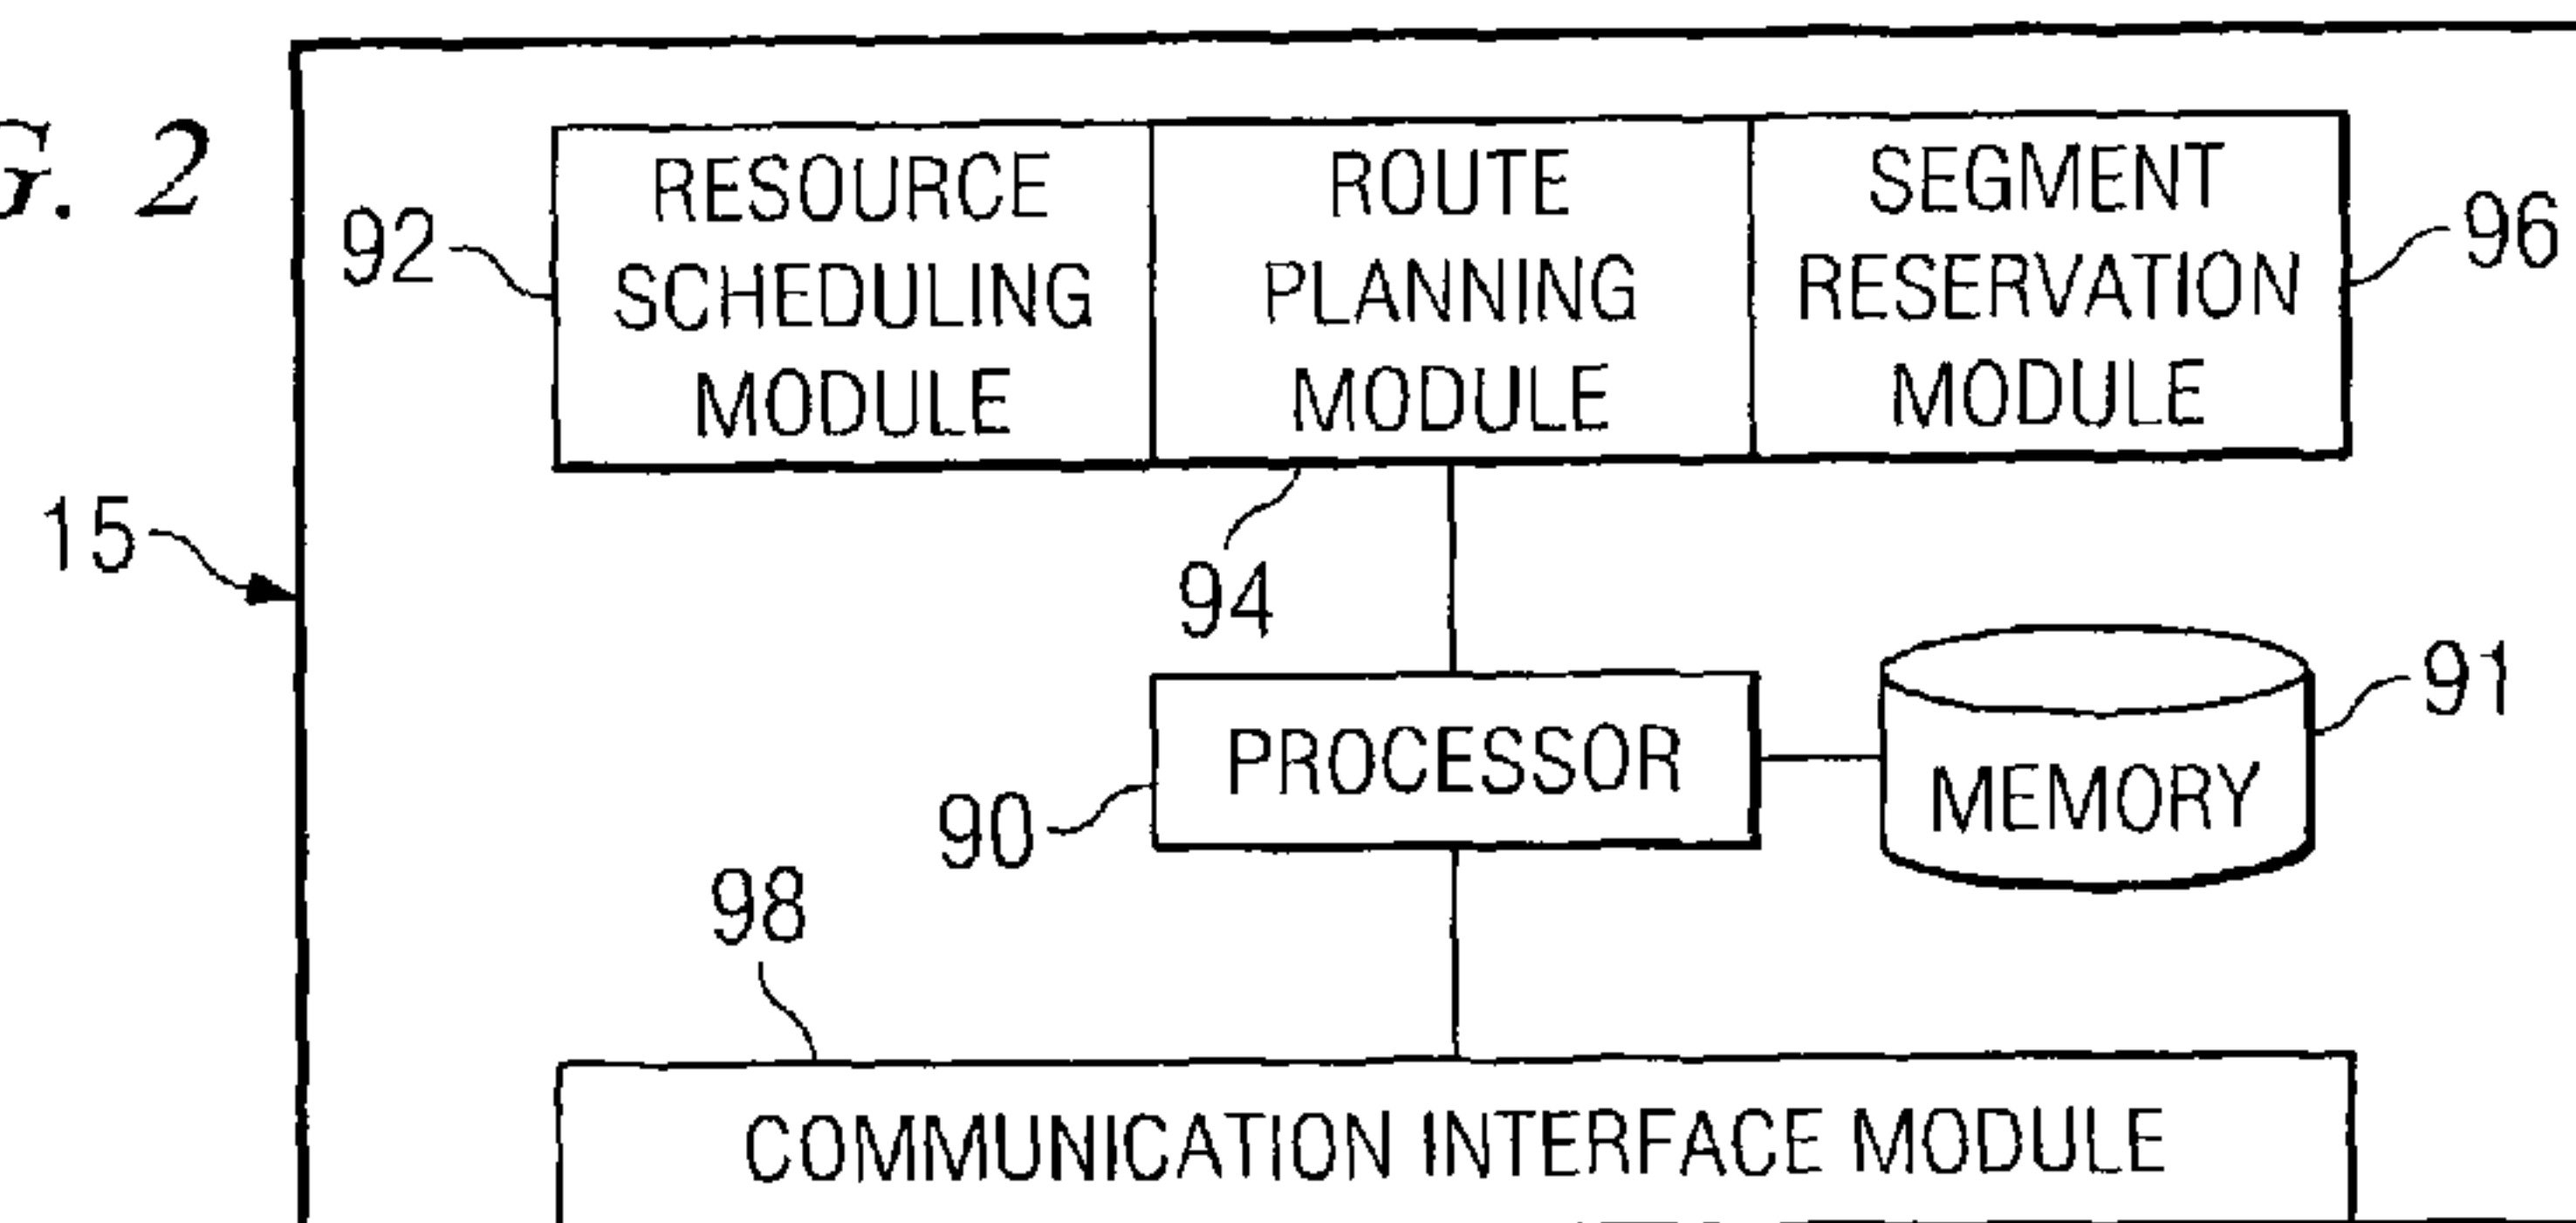 G. 2
RESOURCE
SCHEDULING
MODULE
ROUTE
PLANNING
MODULE
SEGMENT
RESERVATION
MODULE
92
96
15
94
PROCESSOR
90
MEMORY
91
98
COMMUNICATION INTERFACE MODULE